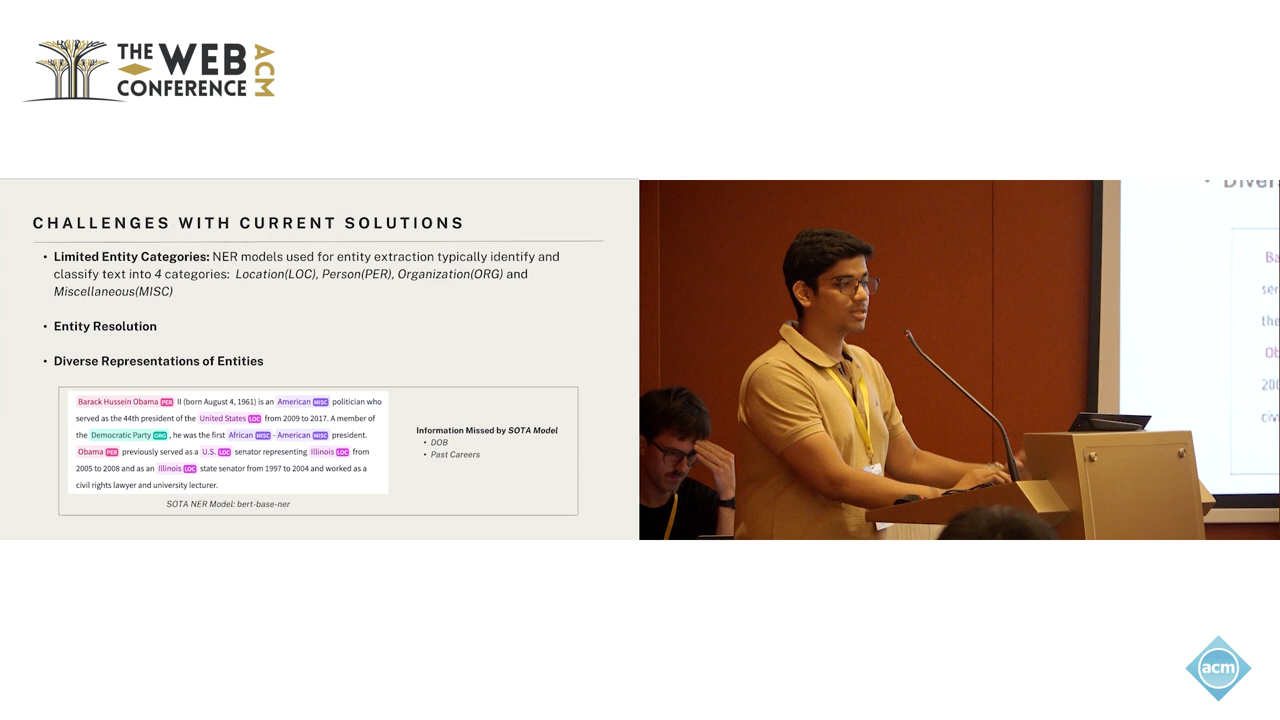 THE WEB
CONFERENCE
ACM
CHALLENGES WITH CURRENT SOLUTIONS
• Limited Entity Categories: NER models used for entity extraction typically identify and
classify text into 4 categories: Location(LOC), Person(PER), Organization(ORG) and
Miscellaneous(MISC)
• Entity Resolution
• Diverse Representations of Entities
Barack Hussein Obama PER II (born August 4, 1961) is an American MISC politician who
served as the 44th president of the United States LOC from 2009 to 2017. A member of
the Democratic Party ORG , he was the first African MISC - American MISC president.
Obama PER previously served as a U.S. LOC senator representing Illinois LOC from
2005 to 2008 and as an Illinois LOC state senator from 1997 to 2004 and worked as a
civil rights lawyer and university lecturer.
SOTA NER Model: bert-base-ner
Information Missed by SOTA Model
• DOB
• Past Careers
acm